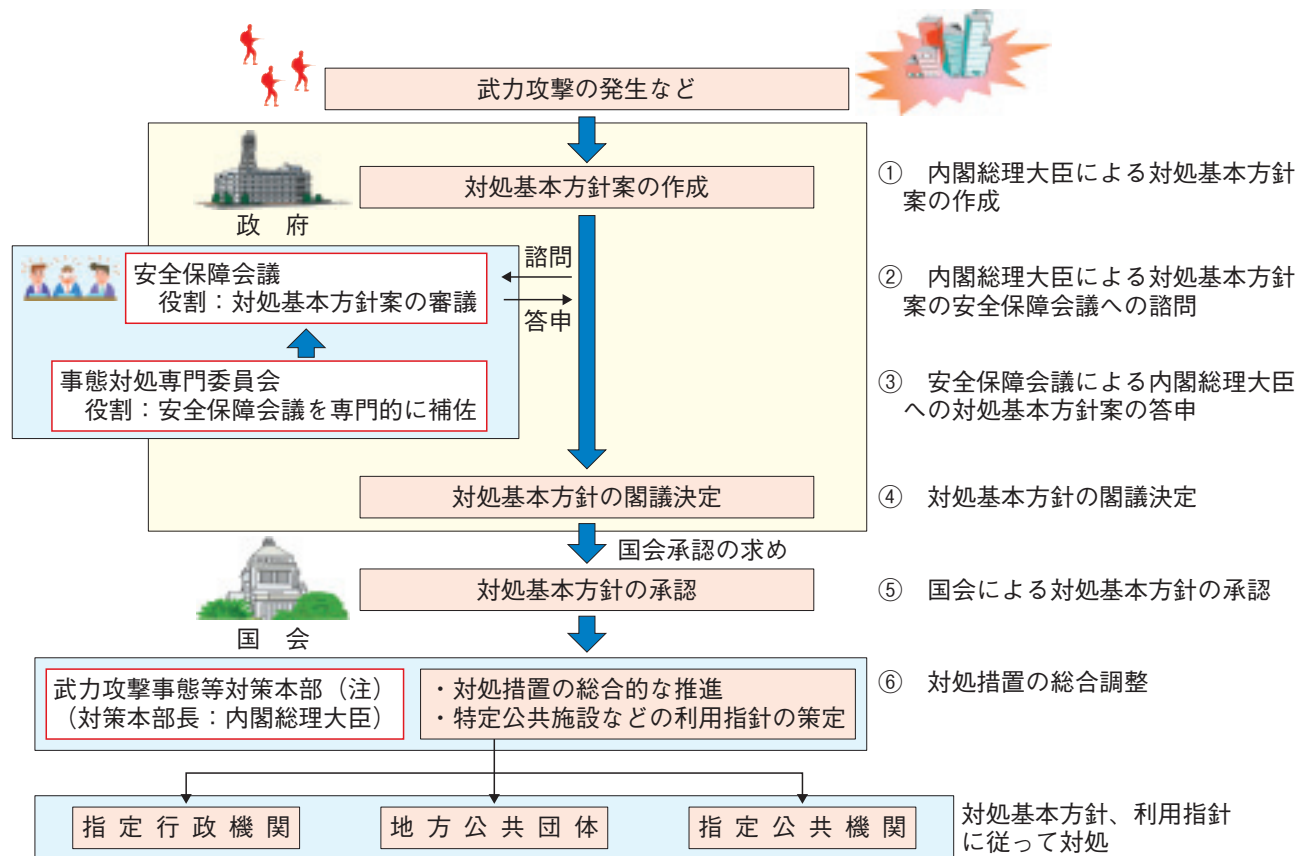 武力攻撃の発生など
対処基本方針案の作成
政 府
① 内閣総理大臣による対処基本方針
案の作成
諮問
答申
安全保障会議
役割：対処基本方針案の審議
② 内閣総理大臣による対処基本方針
案の安全保障会議への諮問
事態対処専門委員会
役割：安全保障会議を専門的に補佐
③ 安全保障会議による内閣総理大臣
への対処基本方針案の答申
対処基本方針の閣議決定
④ 対処基本方針の閣議決定
国会承認の求め
対処基本方針の承認
国 会
⑤ 国会による対処基本方針の承認
武力攻撃事態等対策本部（注）
（対策本部長：内閣総理大臣）
・対処措置の総合的な推進
・特定公共施設などの利用指針の策定
⑥ 対処措置の総合調整
指 定 行 政 機 関
地 方 公 共 団 体
指 定 公 共 機 関
対処基本方針、利用指針
に従って対処